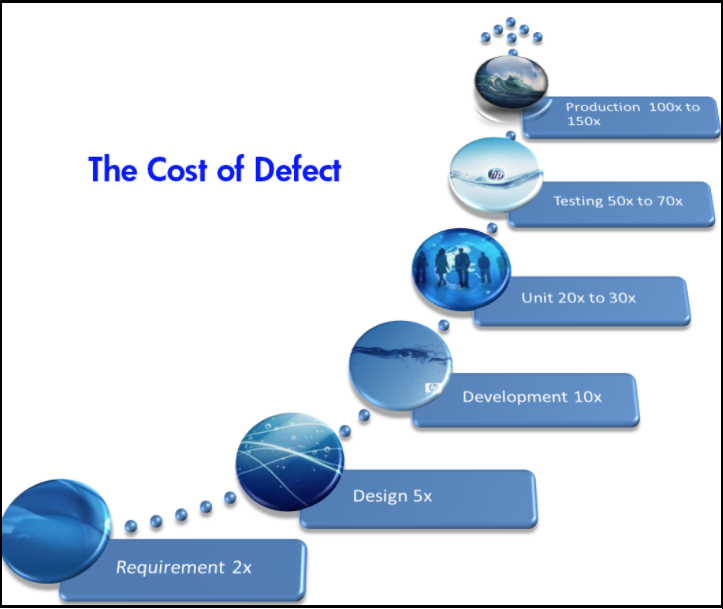 The Cost of Defect
Production 100x to
150x
hp
Testing 50x to 70x
Unit 20x to 30x
Development 10x
Design 5x
Requirement 2x